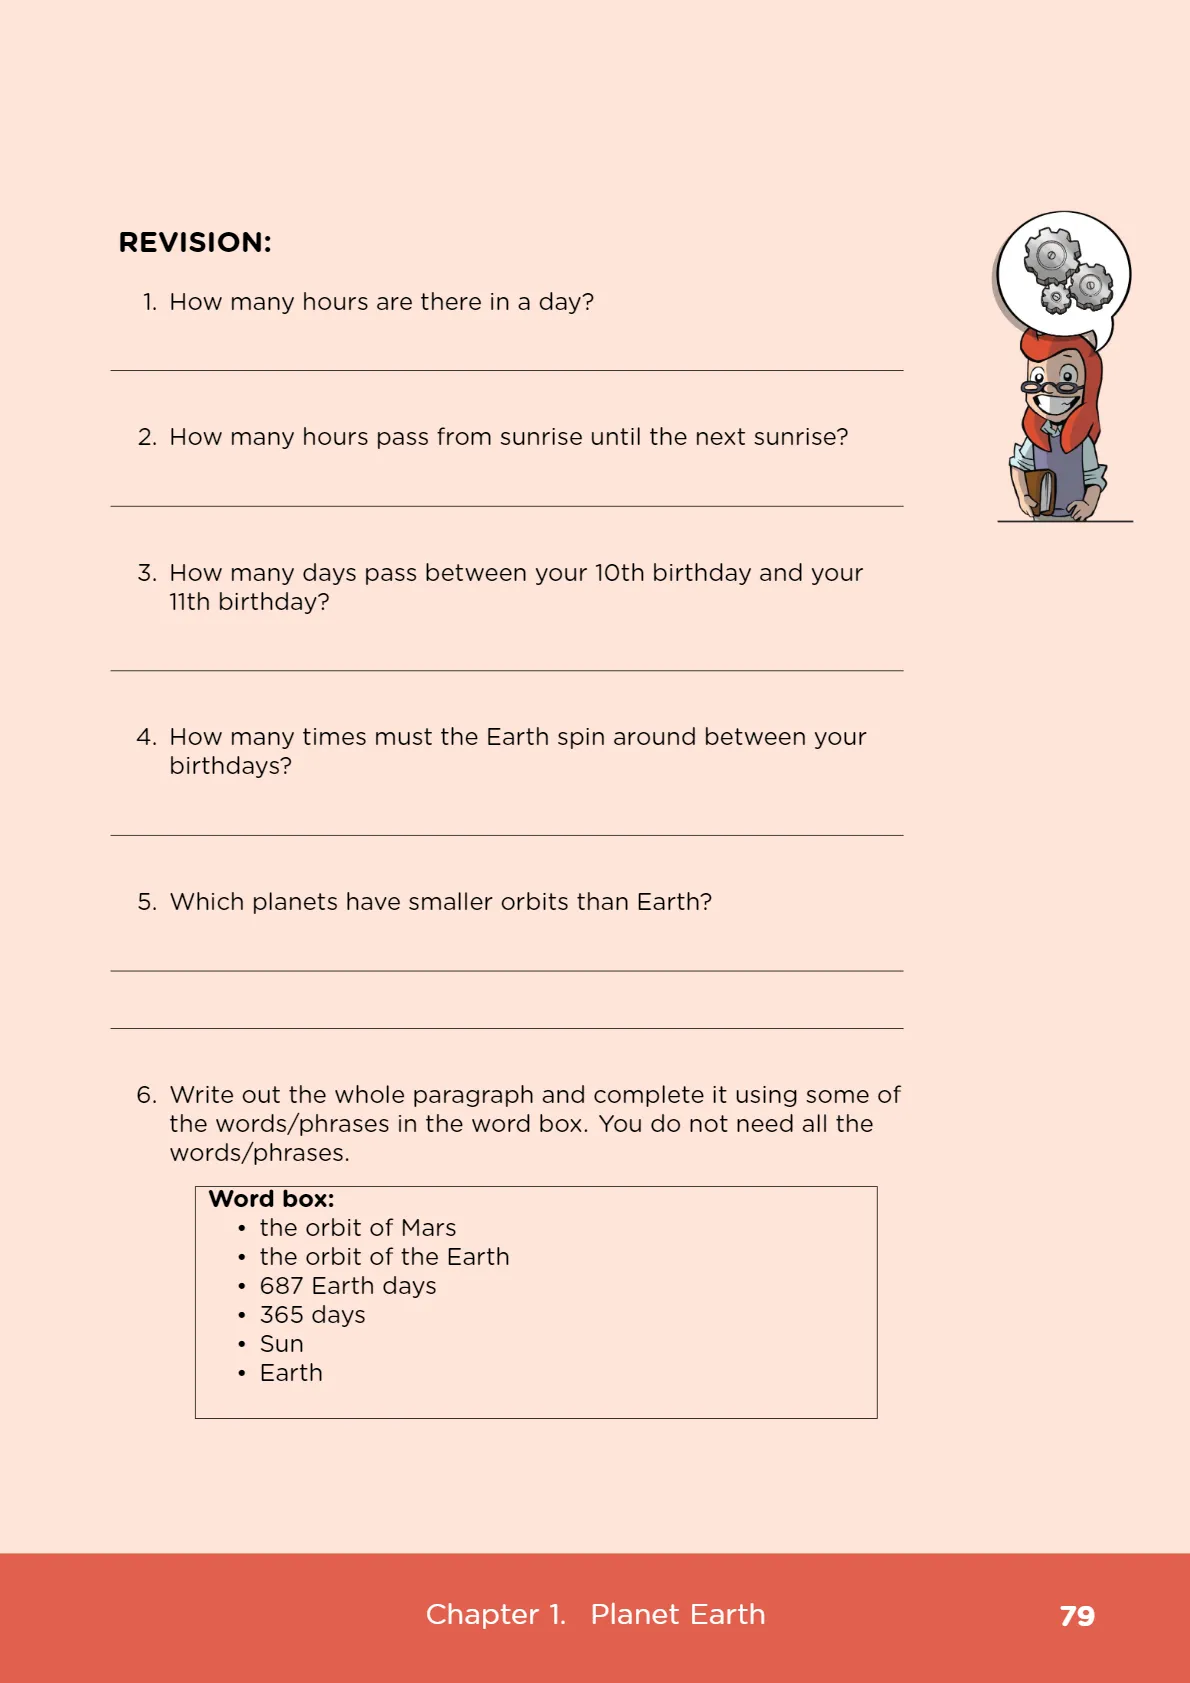 REVISION:
1. How many hours are there in a day?
2. How many hours pass from sunrise until the next sunrise?
3. How many days pass between your 10th birthday and your
11th birthday?
4. How many times must the Earth spin around between your
birthdays?
5. Which planets have smaller orbits than Earth?
6. Write out the whole paragraph and complete it using some of
the words/phrases in the word box. You do not need all the
words/phrases.
Word box:
• the orbit of Mars
• the orbit of the Earth
• 687 Earth days
• 365 days
• Sun
• Earth
Chapter 1. Planet Earth 79